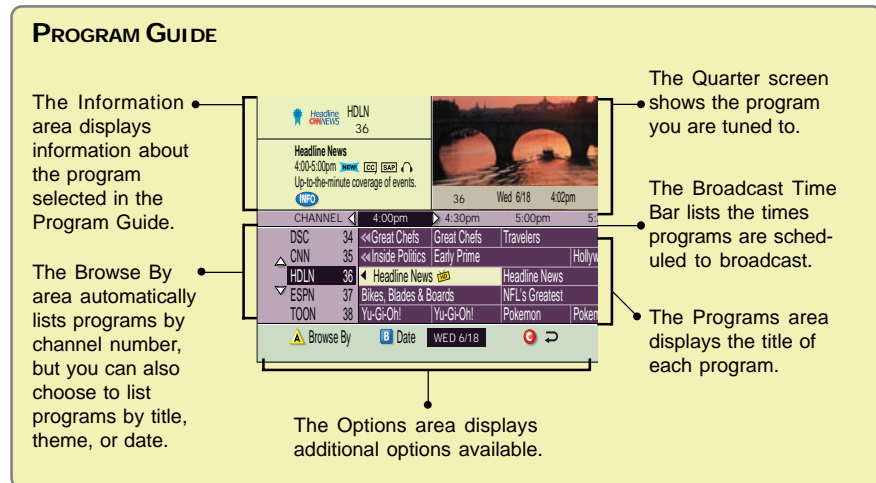 PROGRAM GUIDE
The Information
area displays
information about
the program
selected in the
Program Guide.
The Browse By
area automatically
lists programs by
channel number,
but you can also
choose to list
programs by title,
theme, or date.
Headline
CNN NEWS
HDLN
36
Headline News
4:00-5:00pm NEW! CC SAP
Up-to-the-minute coverage of events.
INFO
36 Wed 6/18 4:02pm
CHANNEL 4:00pm 4:30pm 5:00pm 5:
DSC 34 Great Chefs Great Chefs Travelers
CNN 35 Inside Politics Early Prime Hollyw
HDLN 36 Headline News HD Headline News
ESPN 37 Bikes, Blades & Boards NFL's Greatest
TOON 38 Yu-Gi-Oh! Yu-Gi-Oh! Pokemon Poken
A Browse By B Date WED 6/18 C
The Quarter screen
shows the program
you are tuned to.
The Broadcast Time
Bar lists the times
programs are sched-
uled to broadcast.
The Programs area
displays the title of
each program.
The Options area displays
additional options available.